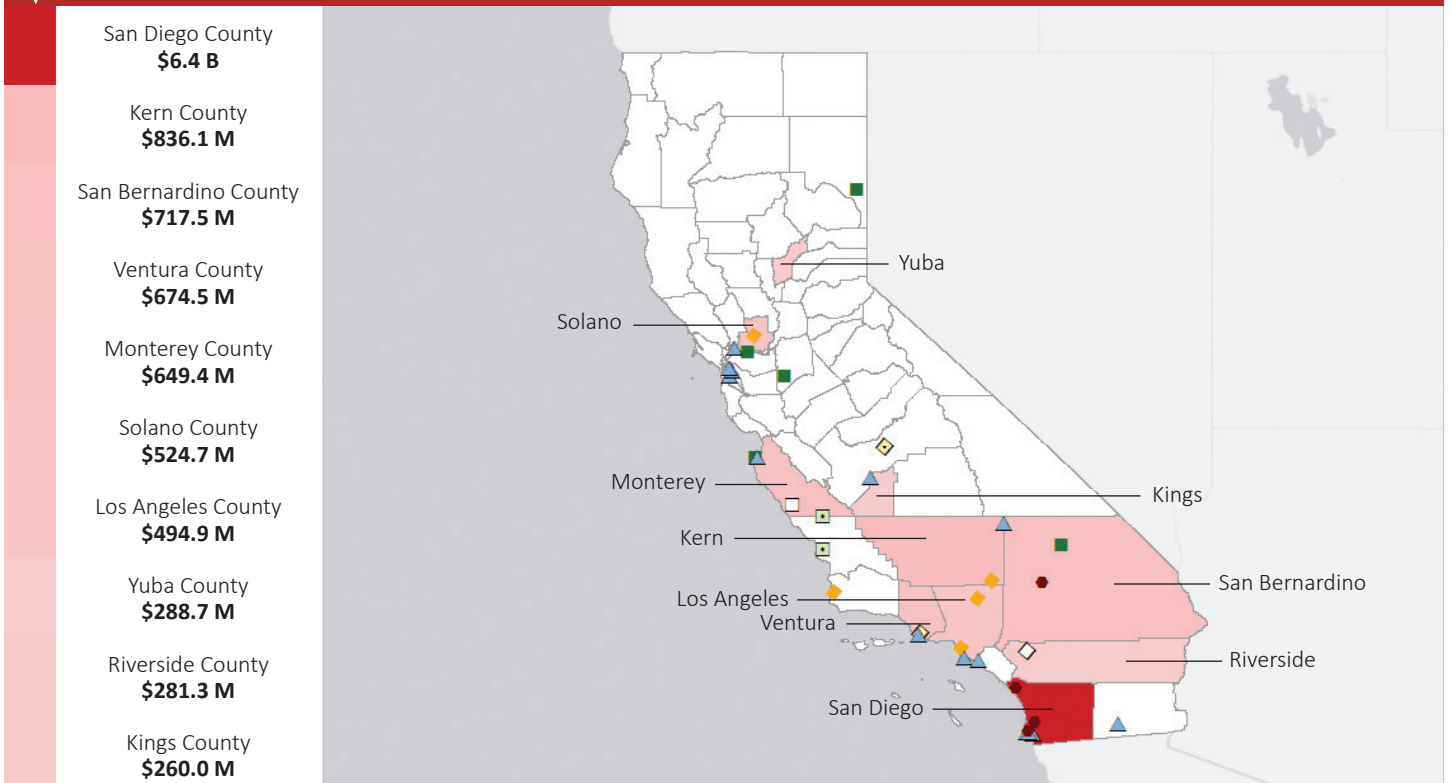 San Diego County
$6.4 B
Kern County
$836.1 M
San Bernardino County
$717.5 M
Ventura County
$674.5 M
Monterey County
$649.4 M
Solano County
$524.7 M
Los Angeles County
$494.9 M
Yuba County
$288.7 M
Riverside County
$281.3 M
Kings County
$260.0 M
Yuba
Solano
Monterey
Kings
Kern
San Bernardino
Los Angeles
Ventura
Riverside
San Diego